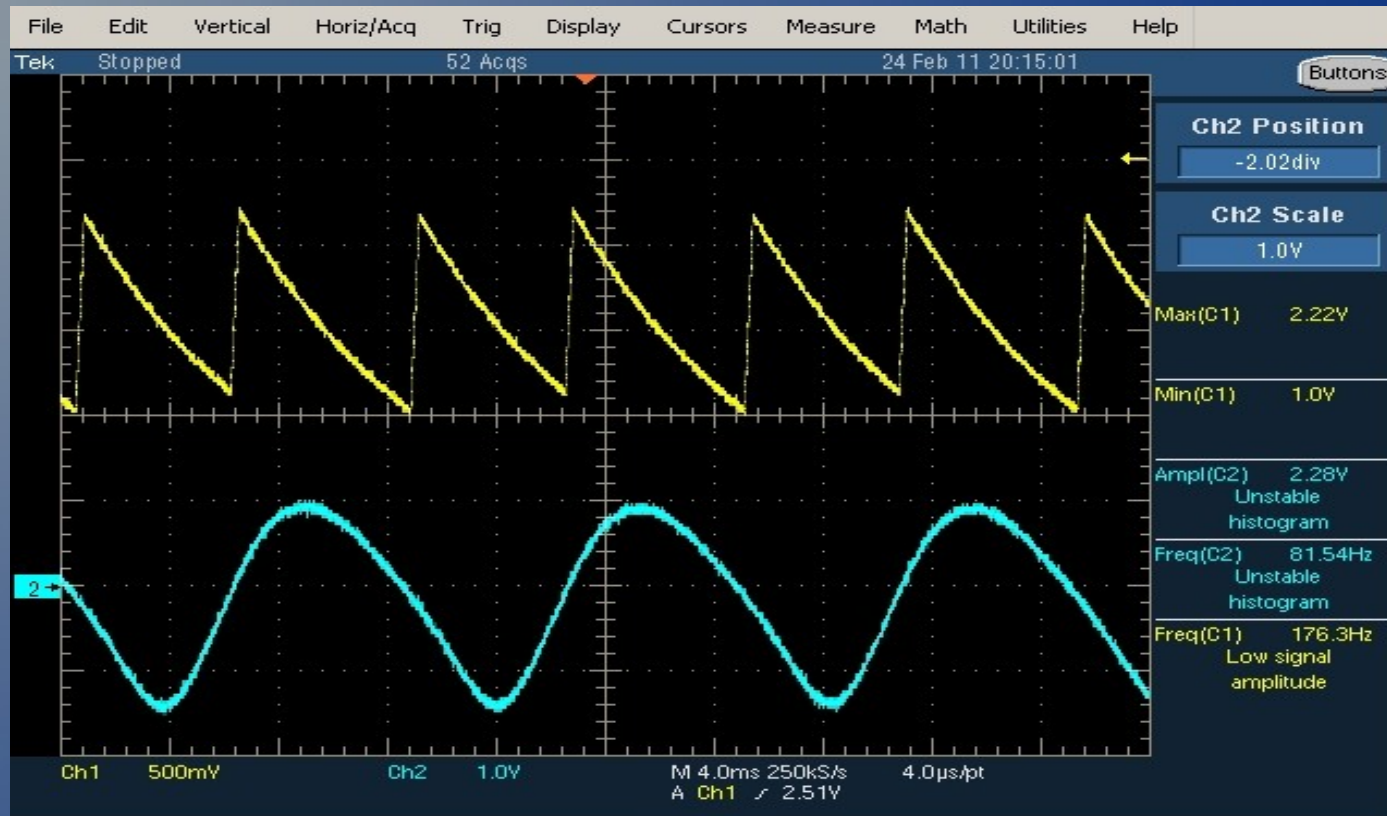 File Edit Vertical Horiz/Acq Trig Display Cursors Measure Math Utilities Help
Tek Stopped 52 Acqs 24 Feb 11 20:15:01
Buttons
Ch2 Position
-2.02div
Ch2 Scale
1.0V
Max(C1) 2.22V
Min(C1) 1.0V
Ampl(C2) 2.28V
Unstable
histogram
Freq(C2) 81.54Hz
Unstable
histogram
2
Freq(C1) 176.3Hz
Low signal
amplitude
Ch1 500mV Ch2 1.0V M 4.0ms 250kS/s 4.0µs/pt
A Ch1 ⁄ 2.51V